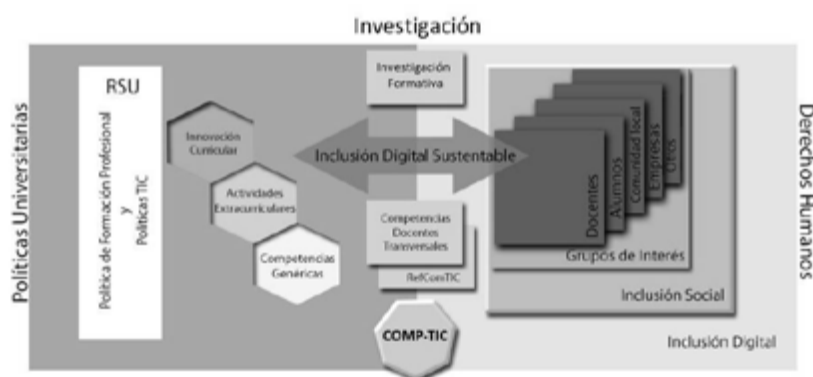 Investigación
Políticas Universitarias
RSU
Política de Formación Profesional
y
Políticas TIC
Innovación
Curricular
Actividades
Extracurriculares
Competencias
Genéricas
Investigación
Formativa
Inclusión Digital Sustentable
Competencias
Docentes
Transversales
RefComTIC
COMP-TIC
Docentes
Alumnos
Comunidad local
Empresas
Otros
Grupos de Interés
Inclusión Social
Inclusión Digital
Derechos Humanos